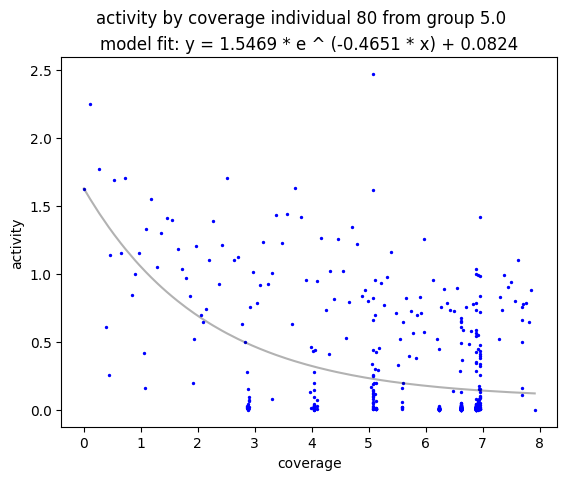 activity by coverage individual 80 from group 5.0
model fit: y = 1.5469 * e ^ (-0.4651 * x) + 0.0824
2.5
2.0
1.5
1.0
0.5
0.0
activity
0 1 2 3 4 5 6 7 8
coverage